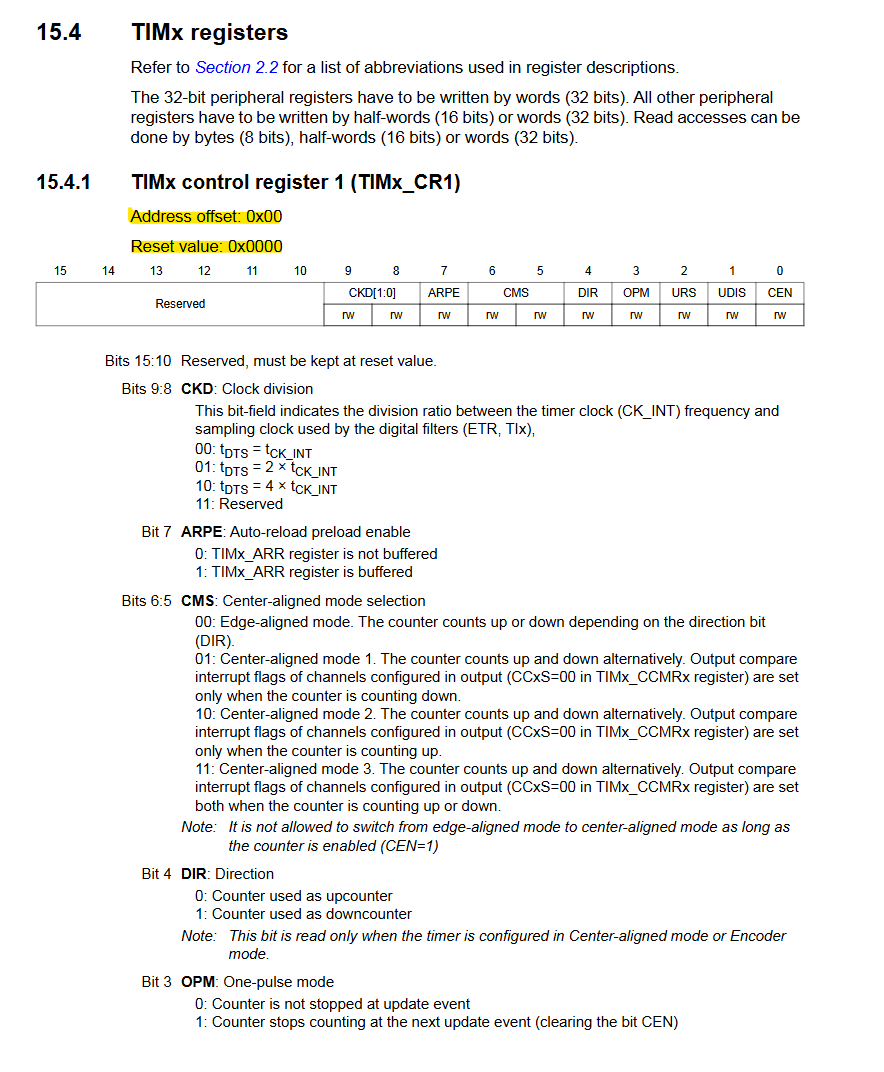 15.4 TIMx registers
Refer to Section 2.2 for a list of abbreviations used in register descriptions.
The 32-bit peripheral registers have to be written by words (32 bits). All other peripheral
registers have to be written by half-words (16 bits) or words (32 bits). Read accesses can be
done by bytes (8 bits), half-words (16 bits) or words (32 bits).
15.4.1 TIMx control register 1 (TIMx_CR1)
Address offset: 0x00
Reset value: 0x0000
15 14 13 12 11 10 9 8 7 6 5 4 3 2 1 0
Reserved CKD[1:0] ARPE CMS DIR OPM URS UDIS CEN
rw rw rw rw rw rw rw rw rw rw
Bits 15:10 Reserved, must be kept at reset value.
Bits 9:8 CKD: Clock division
This bit-field indicates the division ratio between the timer clock (CK_INT) frequency and
sampling clock used by the digital filters (ETR, TIx),
00: tDTS = tCK_INT
01: tDTS = 2 × tCK_INT
10: tDTS = 4 × tCK_INT
11: Reserved
Bit 7 ARPE: Auto-reload preload enable
0: TIMx_ARR register is not buffered
1: TIMx_ARR register is buffered
Bits 6:5 CMS: Center-aligned mode selection
00: Edge-aligned mode. The counter counts up or down depending on the direction bit
(DIR).
01: Center-aligned mode 1. The counter counts up and down alternatively. Output compare
interrupt flags of channels configured in output (CCxS=00 in TIMx_CCMRx register) are set
only when the counter is counting down.
10: Center-aligned mode 2. The counter counts up and down alternatively. Output compare
interrupt flags of channels configured in output (CCxS=00 in TIMx_CCMRx register) are set
only when the counter is counting up.
11: Center-aligned mode 3. The counter counts up and down alternatively. Output compare
interrupt flags of channels configured in output (CCxS=00 in TIMx_CCMRx register) are set
both when the counter is counting up or down.
Note: It is not allowed to switch from edge-aligned mode to center-aligned mode as long as
the counter is enabled (CEN=1)
Bit 4 DIR: Direction
0: Counter used as upcounter
1: Counter used as downcounter
Note: This bit is read only when the timer is configured in Center-aligned mode or Encoder
mode.
Bit 3 OPM: One-pulse mode
0: Counter is not stopped at update event
1: Counter stops counting at the next update event (clearing the bit CEN)